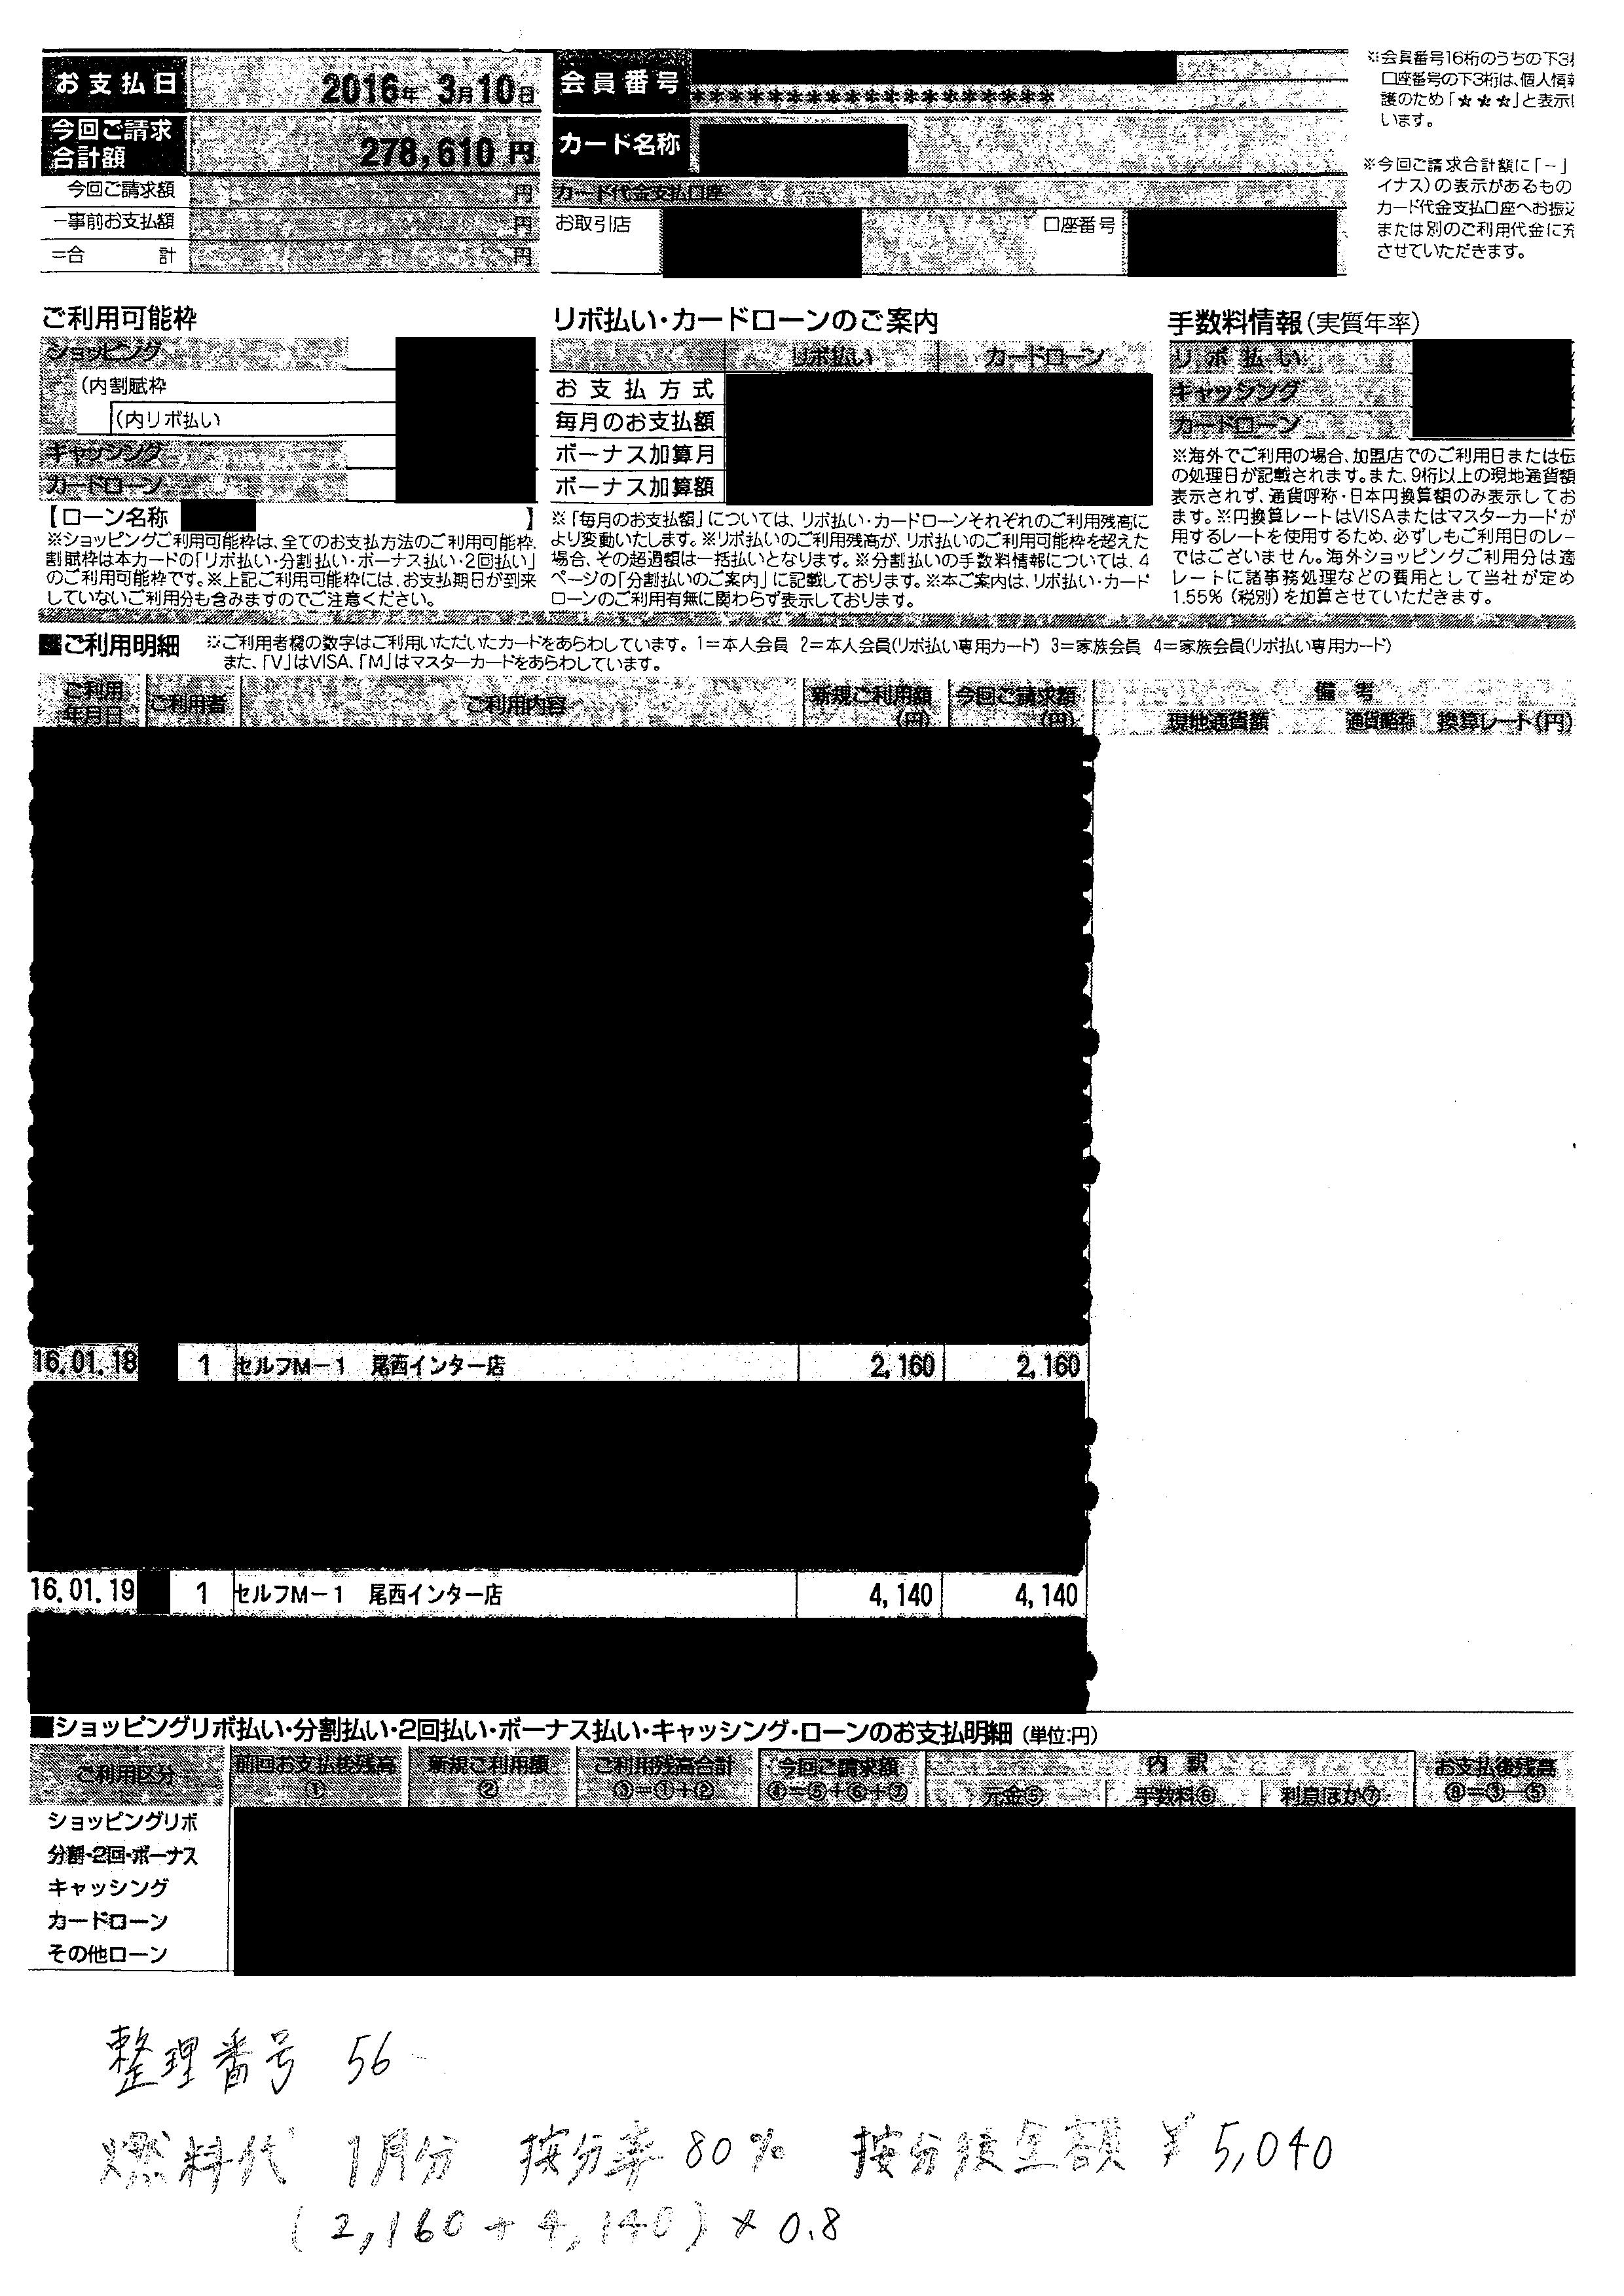 お支払日 2016年 3月10日
今回ご請求合計額 278,610 円
今回ご請求額 円
−事前お支払額 円
=合 計 円
会員番号 *******************
カード名称
カード代金支払口座
お取引店 口座番号
※会員番号16桁のうちの下3
口座番号の下3桁は、個人情
護のため「★★★」と表示
います。
※今回ご請求合計額に「−」
イナス)の表示があるもの
カード代金支払口座へお振
または別のご利用代金に充
させていただきます。
ご利用可能枠
ショッピング
(内割賦枠
(内リボ払い
キャッシング
カードローン
【ローン名称 】
※ショッピングご利用可能枠は、全てのお支払方法のご利用可能枠、
割賦枠は本カードの「リボ払い・分割払い・ボーナス払い・2回払い」
のご利用可能枠です。※上記ご利用可能枠には、お支払期日が到来
していないご利用分も含みますのでご注意ください。
リボ払い・カードローンのご案内
リボ払い カードローン
お支払方式
毎月のお支払額
ボーナス加算月
ボーナス加算額
※「毎月のお支払額」については、リボ払い・カードローンそれぞれのご利用残高に
より変動いたします。※リボ払いのご利用残高が、リボ払いのご利用可能枠を超えた
場合、その超過額は一括払いとなります。※分割払いの手数料情報については、4
ページの「分割払いのご案内」に記載しております。※本ご案内は、リボ払い・カード
ローンのご利用有無に関わらず表示しております。
手数料情報(実質年率)
リボ払い
キャッシング
カードローン
※海外でご利用の場合、加盟店でのご利用日または伝
の処理日が記載されます。また、9桁以上の現地通貨額
表示されず、通貨呼称・日本円換算額のみ表示してお
ます。※円換算レートはVISAまたはマスターカードが
用するレートを使用するため、必ずしもご利用日のレー
ではございません。海外ショッピングご利用分は適
レートに諸事務処理などの費用として当社が定め
1.55%(税別)を加算させていただきます。
■ご利用明細 ※ご利用者欄の数字はご利用いただいたカードをあらわしています。1=本人会員 2=本人会員(リボ払い専用カード) 3=家族会員 4=家族会員(リボ払い専用カード)
また、「V」はVISA、「M」はマスターカードをあらわしています。
ご利用年月日 ご利用者 ご利用内容 新規ご利用額(円) 今回ご請求額(円) 備考
現地通貨額 通貨略称 換算レート(円)
16.01.18 1 セルフM−1 尾西インター店 2,160 2,160
16.01.19 1 セルフM−1 尾西インター店 4,140 4,140
■ショッピングリボ払い・分割払い・2回払い・ボーナス払い・キャッシング・ローンのお支払明細(単位:円)
ご利用区分 前回お支払後残高① 新規ご利用額② ご利用残高合計③=①+② 今回ご請求額④=⑤+⑥+⑦ 内訳 元金⑤ 手数料⑥ 利息ほか⑦ お支払後残高⑧=③−⑤
ショッピングリボ
分割・2回・ボーナス
キャッシング
カードローン
その他ローン
整理番号 56
燃料代 1月分 按分率80% 按分後金額 ¥5,040
(2,160+4,140)×0.8